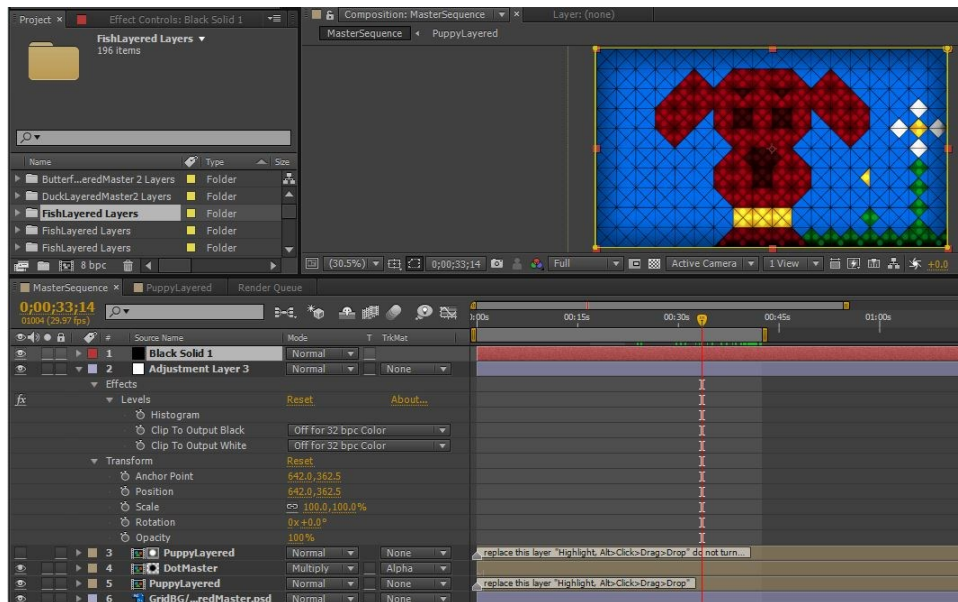 Project × Effect Controls: Black Solid 1
FishLayered Layers ▼
196 items
Name Type Size
Butterf...eredMaster 2 Layers Folder
DuckLayeredMaster2 Layers Folder
FishLayered Layers Folder
FishLayered Layers Folder
FishLayered Layers Folder
8 bpc
Composition: MasterSequence × Layer: (none)
MasterSequence PuppyLayered
(30.5%) 0;00;33;14 Full Active Camera 1 View +0.0
MasterSequence × PuppyLayered Render Queue
0;00;33;14
01004 (29.97 fps)
):00s 00:15s 00:30s 00:45s 01:00s
# Source Name Mode T TrkMat
1 Black Solid 1 Normal
2 Adjustment Layer 3 Normal None
Effects
fx Levels Reset About...
Histogram
Clip To Output Black Off for 32 bpc Color
Clip To Output White Off for 32 bpc Color
Transform Reset
Anchor Point 642.0,362.5
Position 642.0,362.5
Scale 100.0,100.0%
Rotation 0x+0.0°
Opacity 100%
3 PuppyLayered Normal None replace this layer "Highlight, Alt>Click>Drag>Drop" do not turn...
4 DotMaster Multiply Alpha
5 PuppyLayered Normal None replace this layer "Highlight, Alt>Click>Drag>Drop"
6 GridBG/...redMaster.psd Normal None